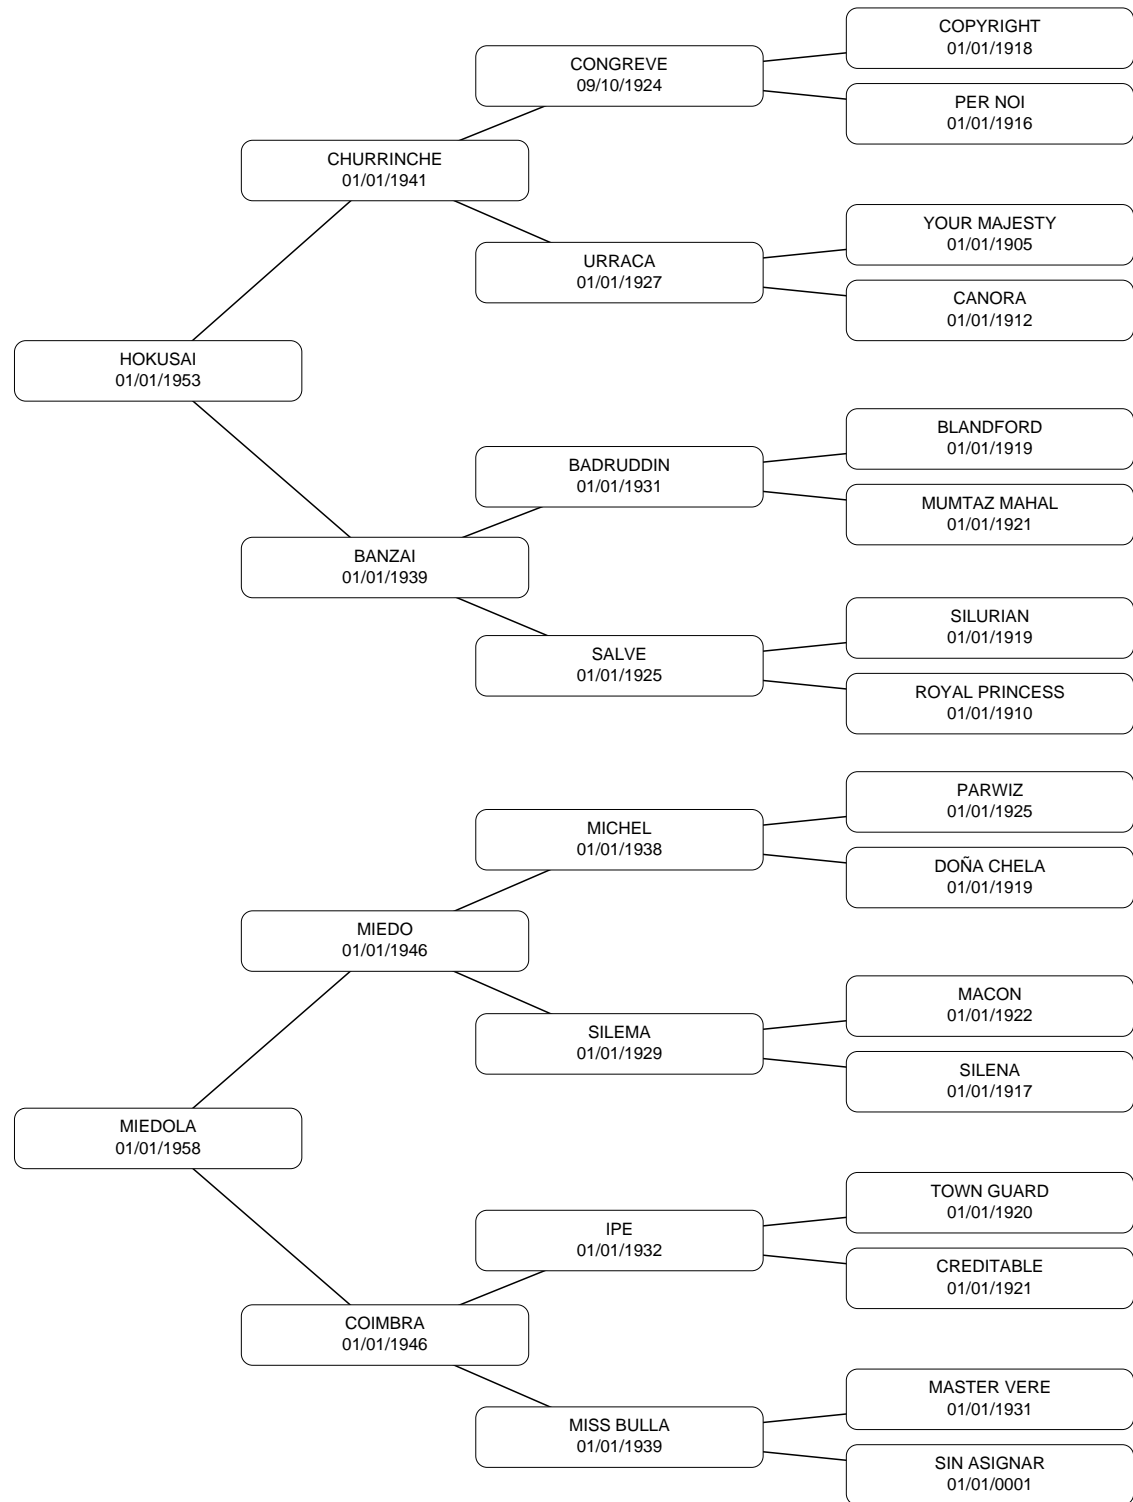 COPYRIGHT
01/01/1918
CONGREVE
09/10/1924
PER NOI
01/01/1916
CHURRINCHE
01/01/1941
YOUR MAJESTY
01/01/1905
URRACA
01/01/1927
CANORA
01/01/1912
HOKUSAI
01/01/1953
BLANDFORD
01/01/1919
BADRUDDIN
01/01/1931
MUMTAZ MAHAL
01/01/1921
BANZAI
01/01/1939
SILURIAN
01/01/1919
SALVE
01/01/1925
ROYAL PRINCESS
01/01/1910
PARWIZ
01/01/1925
MICHEL
01/01/1938
DOÑA CHELA
01/01/1919
MIEDO
01/01/1946
MACON
01/01/1922
SILEMA
01/01/1929
SILENA
01/01/1917
MIEDOLA
01/01/1958
TOWN GUARD
01/01/1920
IPE
01/01/1932
CREDITABLE
01/01/1921
COIMBRA
01/01/1946
MASTER VERE
01/01/1931
MISS BULLA
01/01/1939
SIN ASIGNAR
01/01/0001